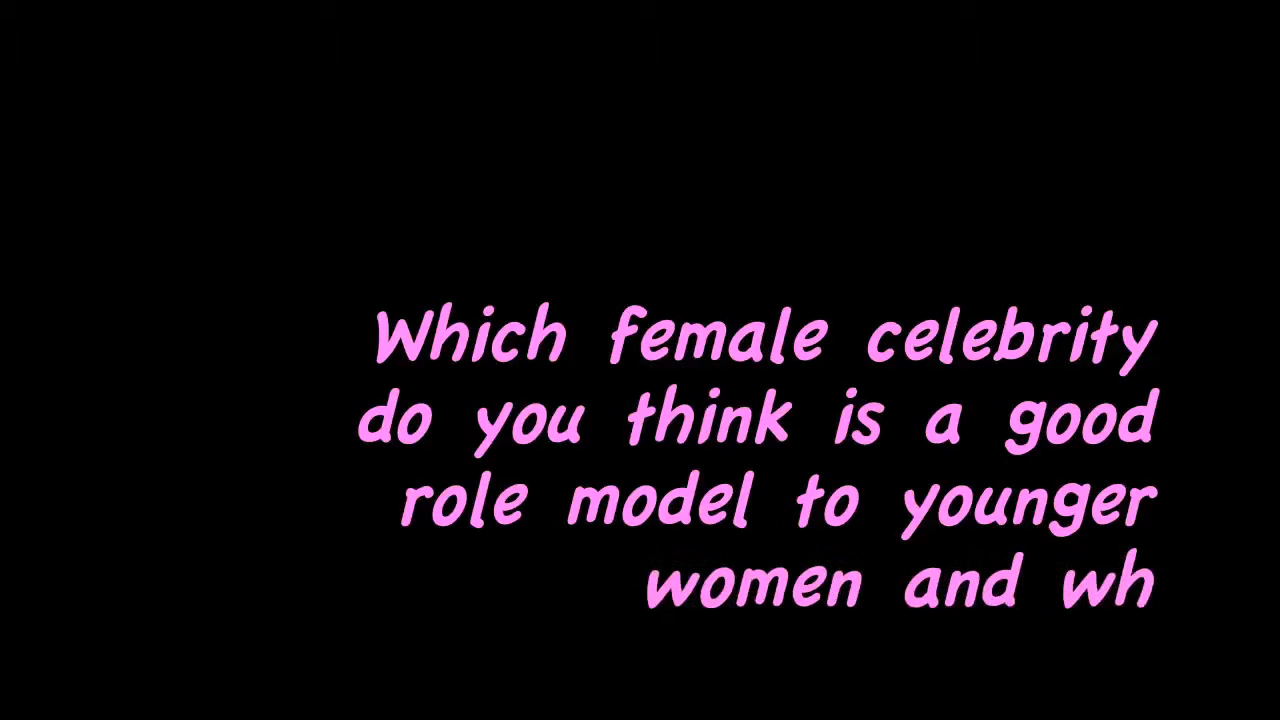 Which female celebrity
do you think is a good
role model to younger
women and wh